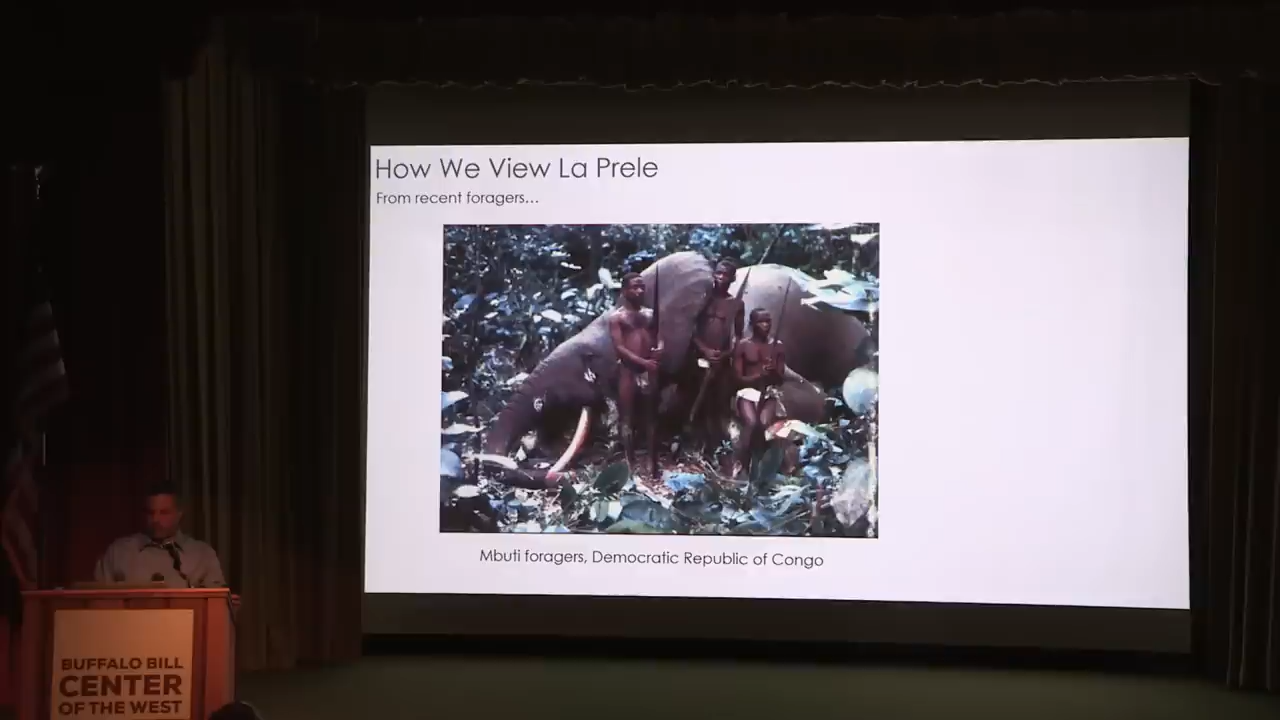 How We View La Prele
From recent foragers...
Mbuti foragers, Democratic Republic of Congo
BUFFALO BILL
CENTER
OF THE WEST